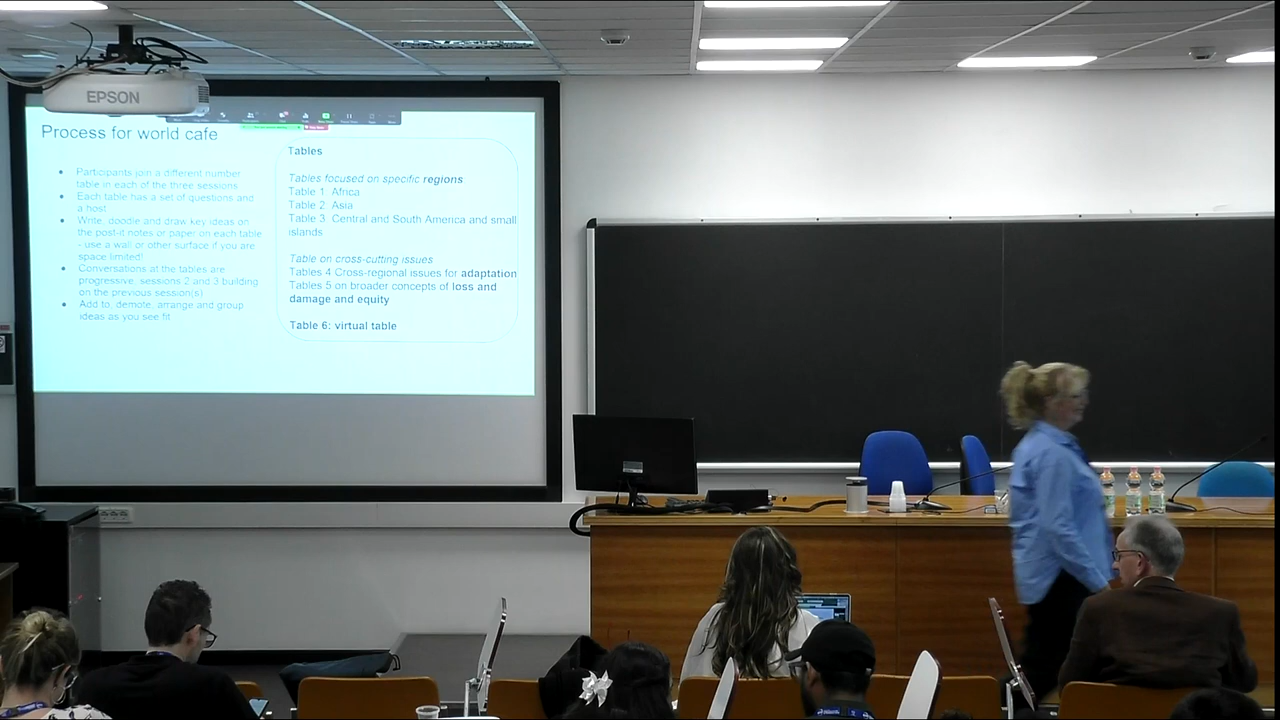 EPSON
Process for world cafe
Participants join a different number
table in each of the three sessions
Each table has a set of questions and
a host
Write, doodle and draw key ideas on
the post-it notes or paper on each table
- use a wall or other surface if you are
space limited!
Conversations at the tables are
progressive, sessions 2 and 3 building
on the previous session(s)
Add to, demote, arrange and group
ideas as you see fit
Tables
Tables focused on specific regions
Table 1 Africa
Table 2 Asia
Table 3 Central and South America and small
islands
Table on cross-cutting issues
Tables 4 Cross-regional issues for adaptation
Tables 5 on broader concepts of loss and
damage and equity
Table 6: virtual table